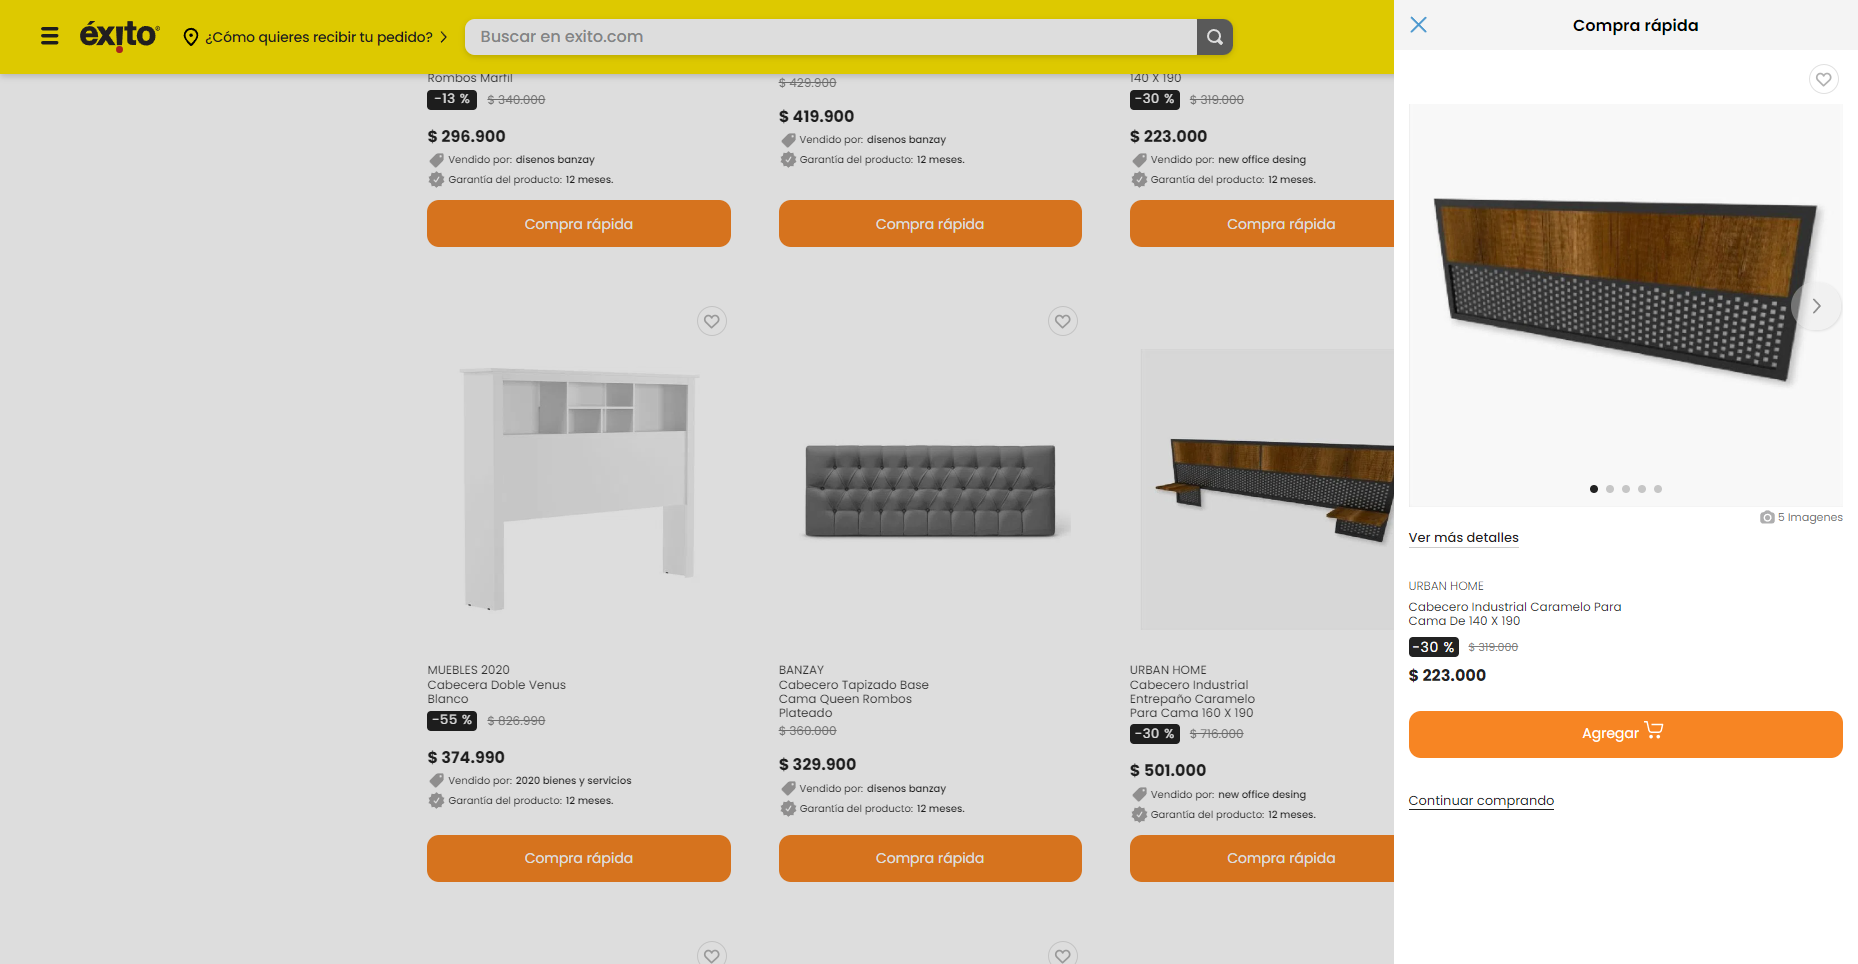 éxito
¿Cómo quieres recibir tu pedido?
Buscar en exito.com
Rombos Marfil
-13 % $ 340.000
$ 296.900
Vendido por: disenos banzay
Garantía del producto: 12 meses.
Compra rápida
$ 429.900
$ 419.900
Vendido por: disenos banzay
Garantía del producto: 12 meses.
Compra rápida
140 X 190
-30 % $ 319.000
$ 223.000
Vendido por: new office desing
Garantía del producto: 12 meses.
Compra rápida
MUEBLES 2020
Cabecera Doble Venus
Blanco
-55 % $ 826.990
$ 374.990
Vendido por: 2020 bienes y servicios
Garantía del producto: 12 meses.
Compra rápida
BANZAY
Cabecero Tapizado Base
Cama Queen Rombos
Plateado
$ 360.000
$ 329.900
Vendido por: disenos banzay
Garantía del producto: 12 meses.
Compra rápida
URBAN HOME
Cabecero Industrial
Entrepaño Caramelo
Para Cama 160 X 190
-30 % $ 716.000
$ 501.000
Vendido por: new office desing
Garantía del producto: 12 meses.
Compra rápida
Compra rápida
5 Imagenes
Ver más detalles
URBAN HOME
Cabecero Industrial Caramelo Para
Cama De 140 X 190
-30 % $ 319.000
$ 223.000
Agregar
Continuar comprando